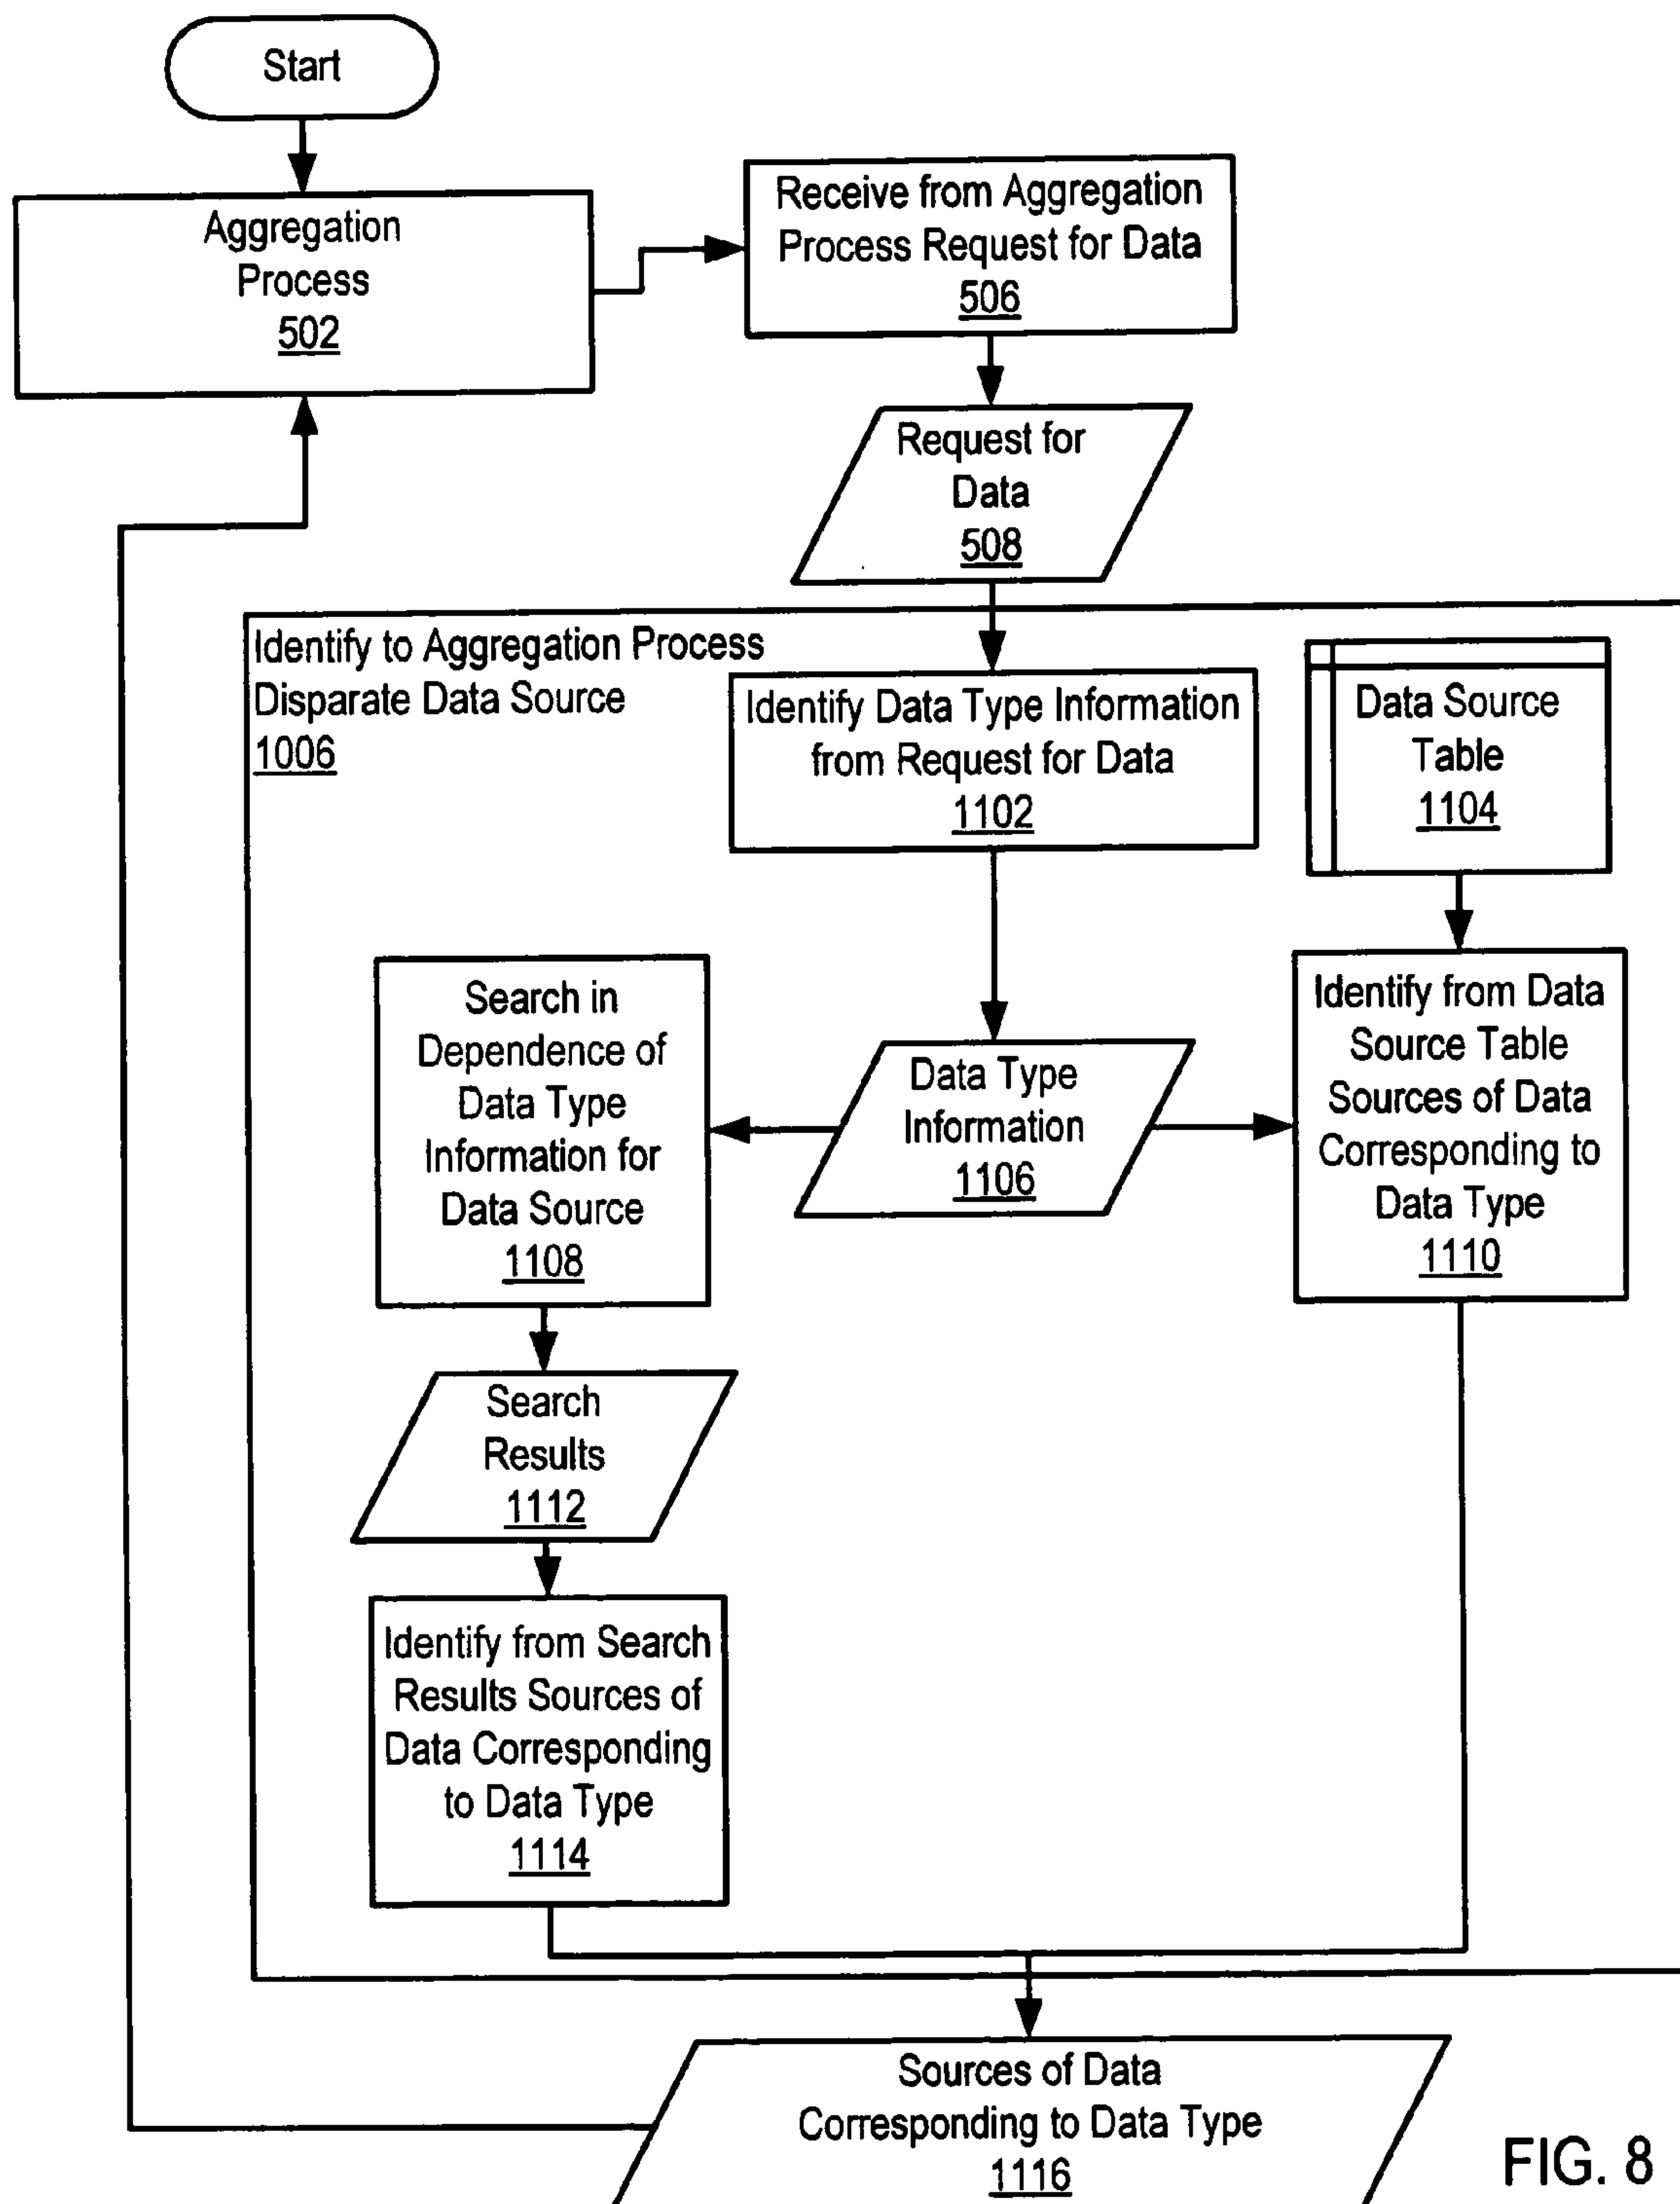 Start
Aggregation
Process
502
Receive from Aggregation
Process Request for Data
506
Request for
Data
508
Identify to Aggregation Process
Disparate Data Source
1006
Identify Data Type Information
from Request for Data
1102
Data Source
Table
1104
Search in
Dependence of
Data Type
Information for
Data Source
1108
Data Type
Information
1106
Identify from Data
Source Table
Sources of Data
Corresponding to
Data Type
1110
Search
Results
1112
Identify from Search
Results Sources of
Data Corresponding
to Data Type
1114
Sources of Data
Corresponding to Data Type
1116
FIG. 8